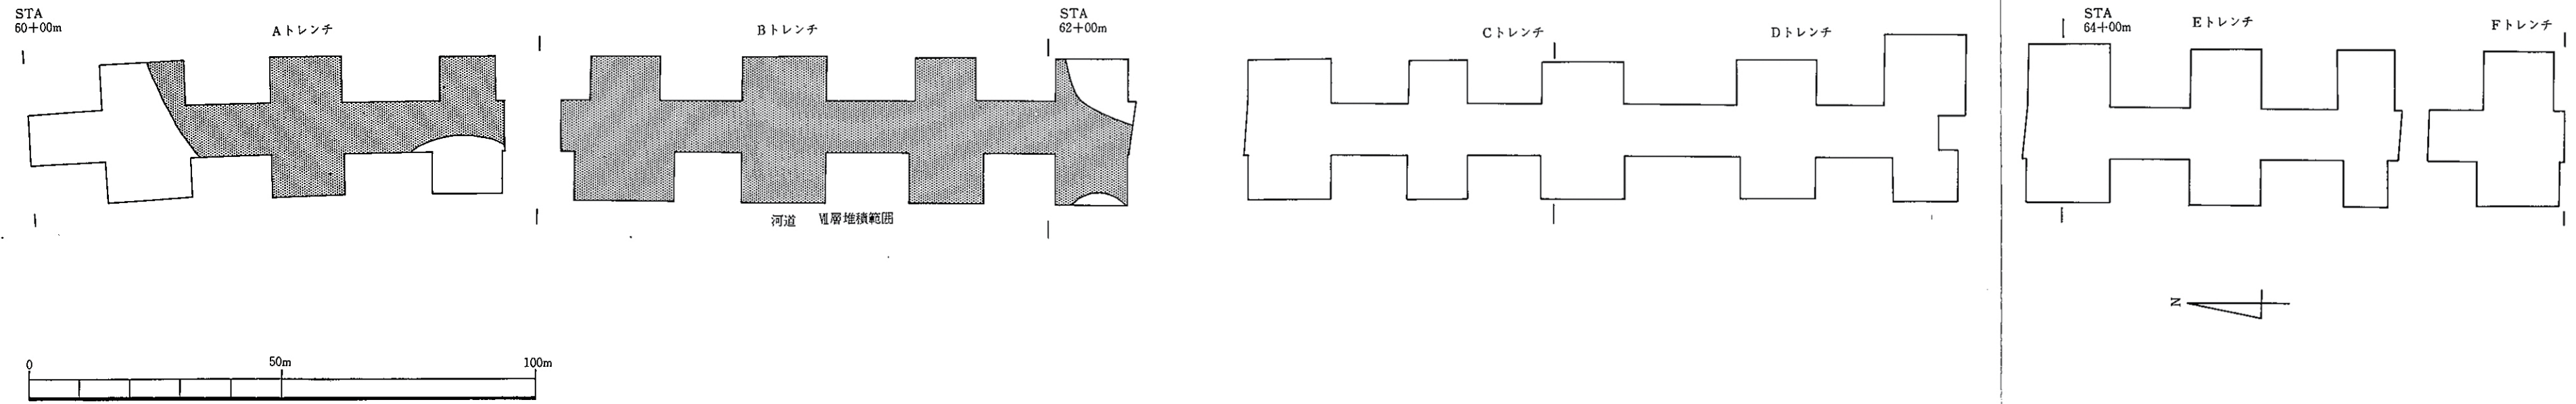 STA
60+00m
Aトレンチ
Bトレンチ
STA
62+00m
Cトレンチ
Dトレンチ
STA
64+00m
Eトレンチ
Fトレンチ
河道 Ⅶ層堆積範囲
N
0 50m 100m